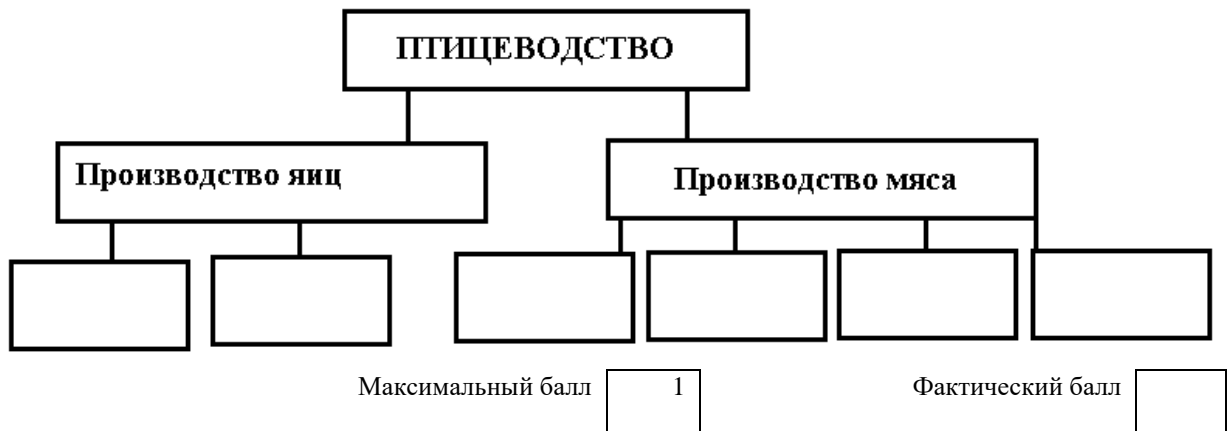 ПТИЦЕВОДСТВО
Производство яиц
Производство мяса
Максимальный балл 1 Фактический балл